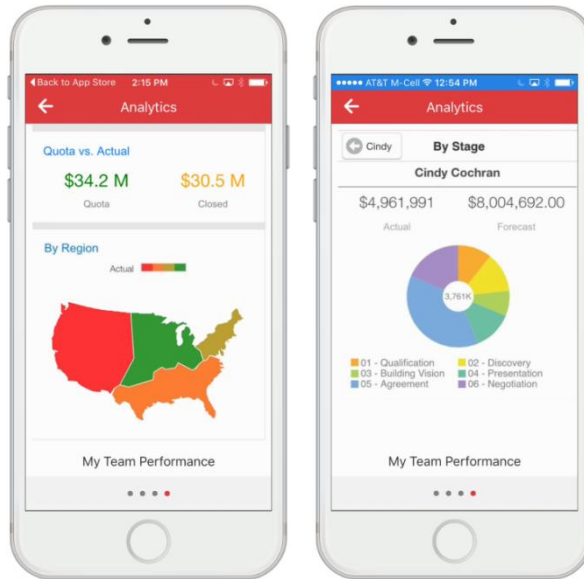 Back to App Store 2:15 PM
Analytics
Quota vs. Actual
$34.2 M $30.5 M
Quota Closed
By Region
Actual
My Team Performance
AT&T M-Cell 12:54 PM
Analytics
Cindy By Stage
Cindy Cochran
$4,961,991 $8,004,692.00
Actual Forecast
3,761K
01 - Qualification 02 - Discovery
03 - Building Vision 04 - Presentation
05 - Agreement 06 - Negotiation
My Team Performance